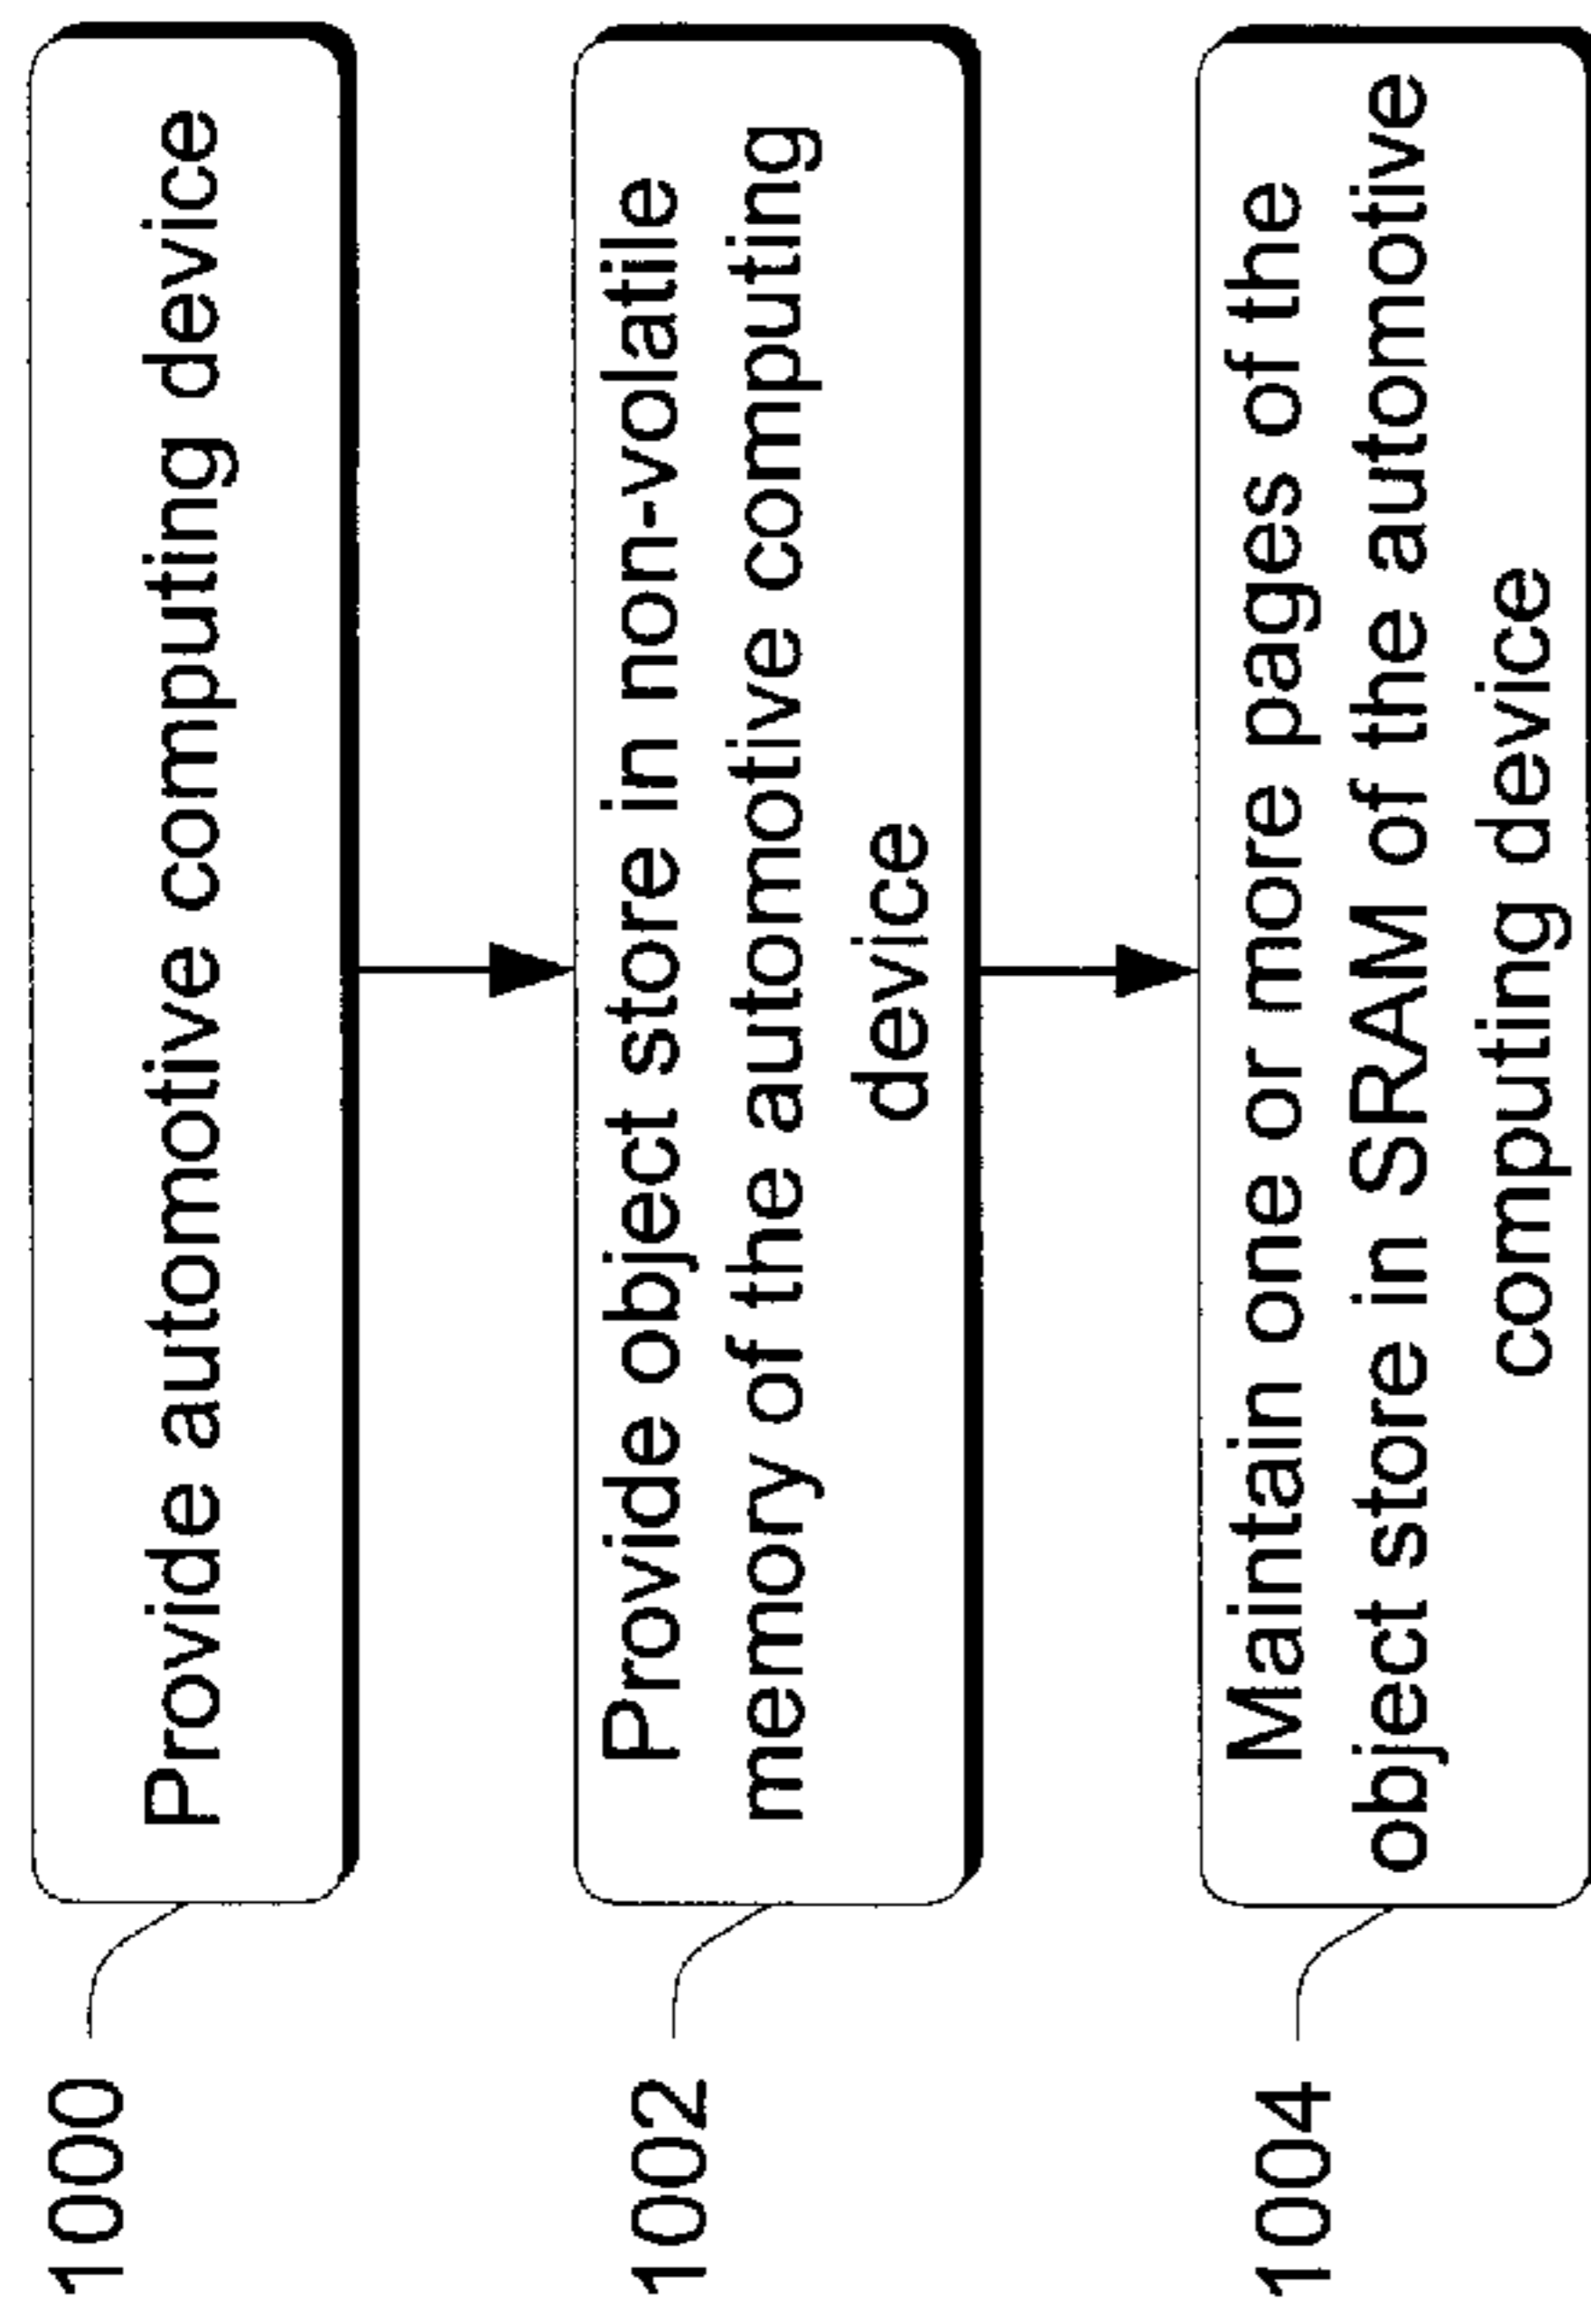 1000
Provide automotive computing device
1002
Provide object store in non-volatile
memory of the automotive computing
device
1004
Maintain one or more pages of the
object store in SRAM of the automotive
computing device